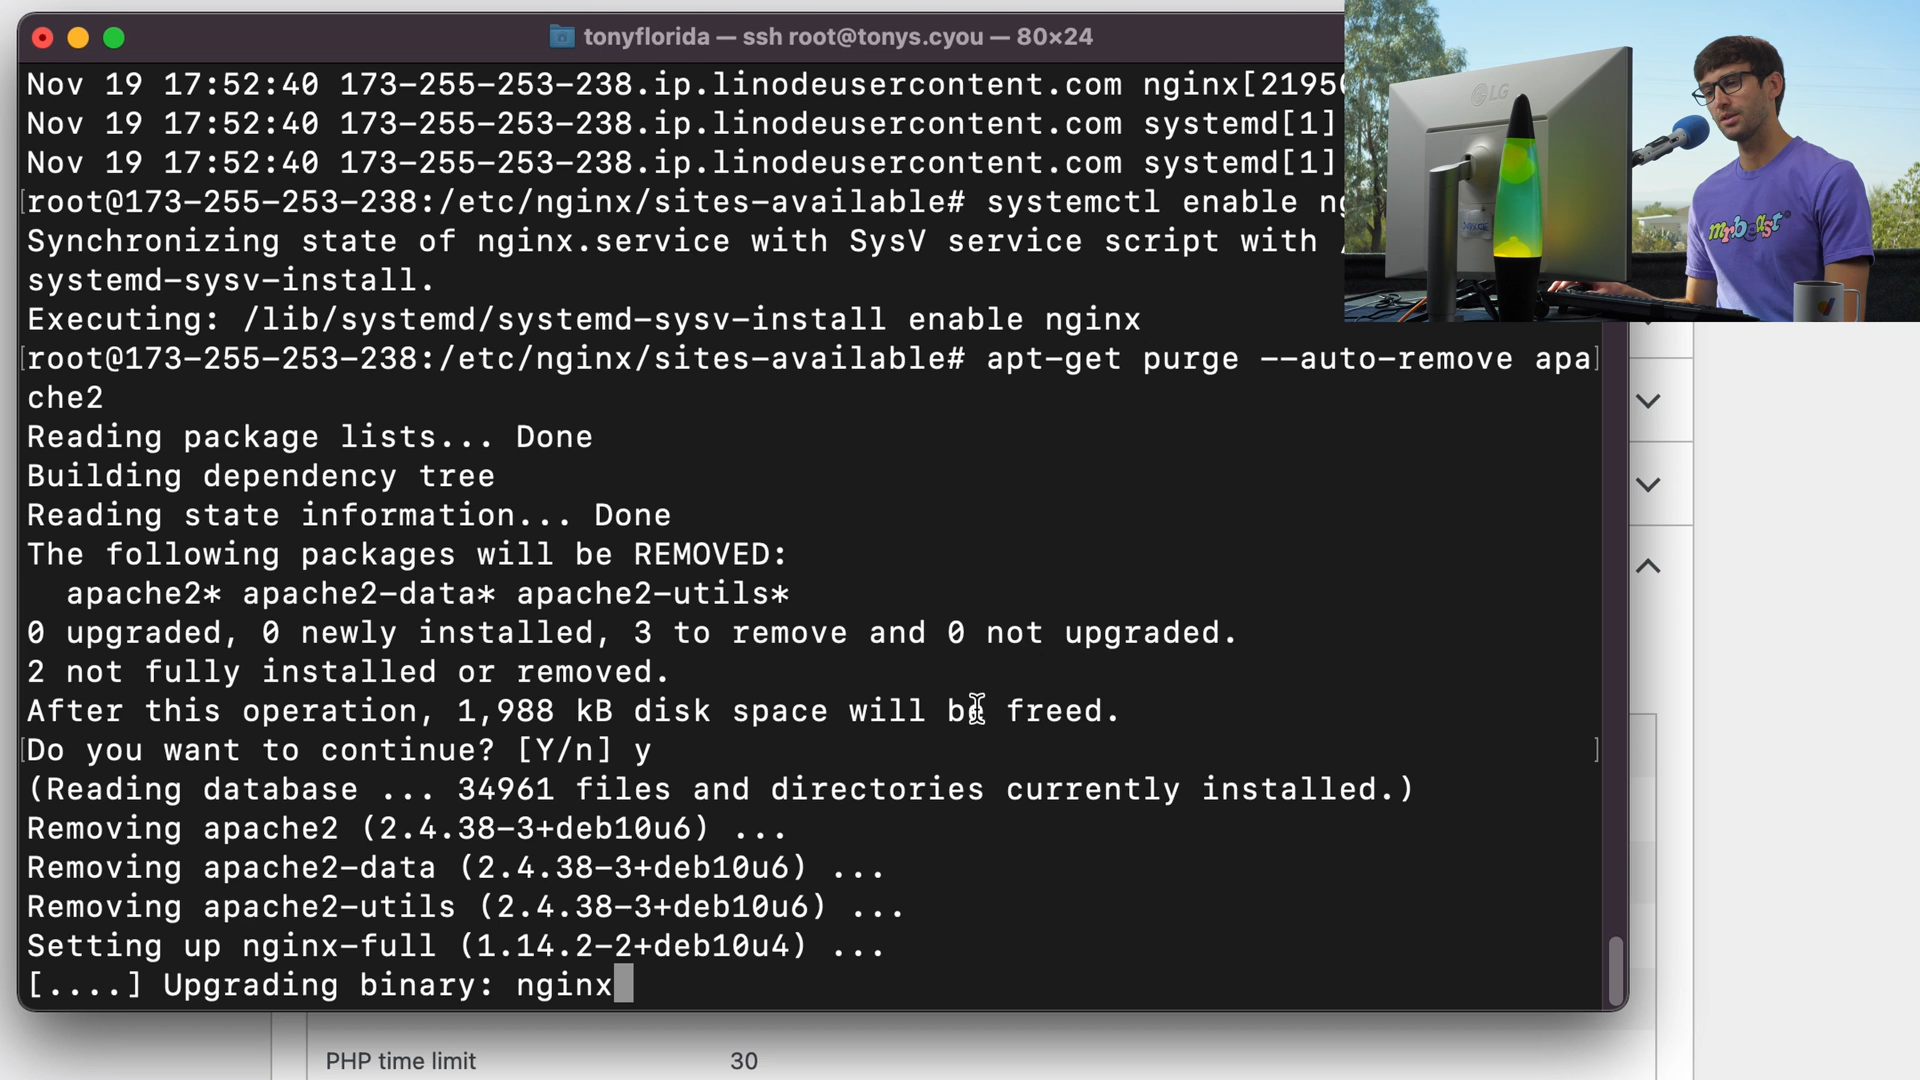 tonyflorida — ssh root@tonys.cyou — 80×24
Nov 19 17:52:40 173-255-253-238.ip.linodeusercontent.com nginx[2195
Nov 19 17:52:40 173-255-253-238.ip.linodeusercontent.com systemd[1]
Nov 19 17:52:40 173-255-253-238.ip.linodeusercontent.com systemd[1]
[root@173-255-253-238:/etc/nginx/sites-available# systemctl enable ng
Synchronizing state of nginx.service with SysV service script with /
systemd-sysv-install.
Executing: /lib/systemd/systemd-sysv-install enable nginx
[root@173-255-253-238:/etc/nginx/sites-available# apt-get purge --auto-remove apa]
che2
Reading package lists... Done
Building dependency tree
Reading state information... Done
The following packages will be REMOVED:
apache2* apache2-data* apache2-utils*
0 upgraded, 0 newly installed, 3 to remove and 0 not upgraded.
2 not fully installed or removed.
After this operation, 1,988 kB disk space will be freed.
[Do you want to continue? [Y/n] y ]
(Reading database ... 34961 files and directories currently installed.)
Removing apache2 (2.4.38-3+deb10u6) ...
Removing apache2-data (2.4.38-3+deb10u6) ...
Removing apache2-utils (2.4.38-3+deb10u6) ...
Setting up nginx-full (1.14.2-2+deb10u4) ...
[....] Upgrading binary: nginx
PHP time limit 30
LG
mrbeast